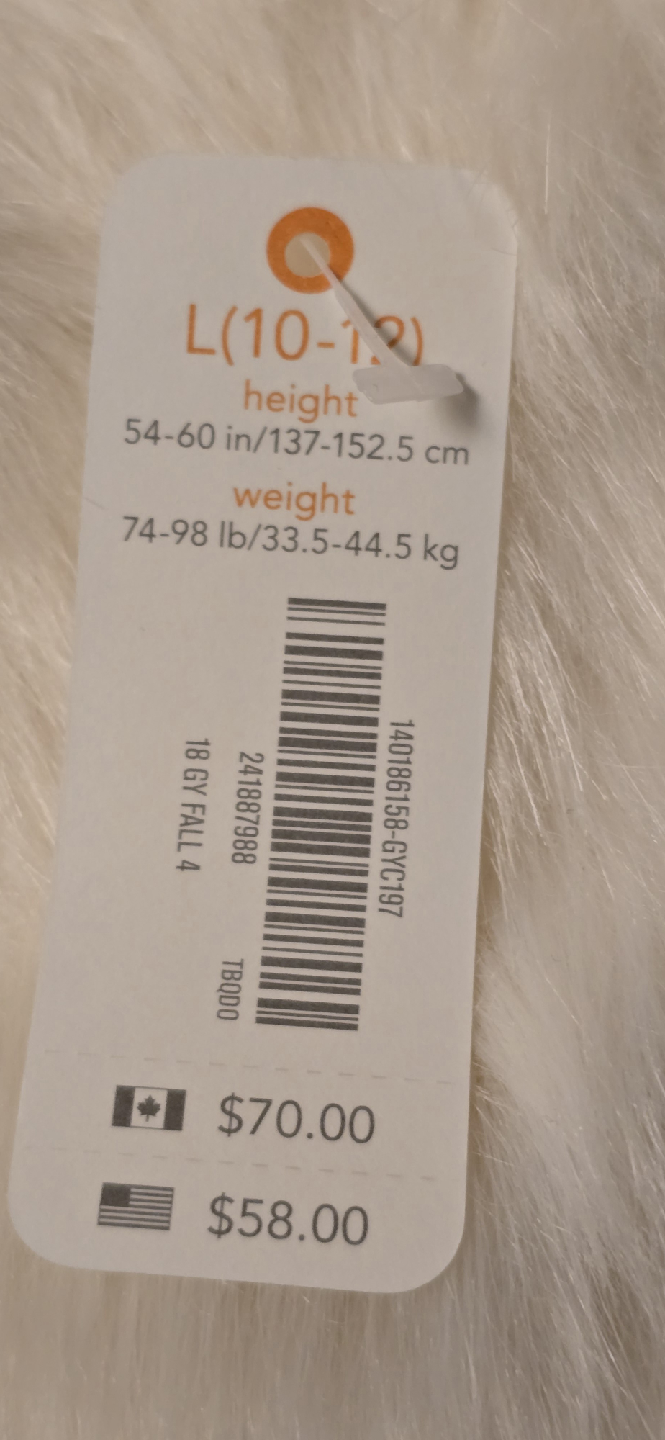 L(10-12)
height
54-60 in/137-152.5 cm
weight
74-98 lb/33.5-44.5 kg
140186158-GYC197
241887988
TBQD0
18 GY FALL 4
$70.00
$58.00